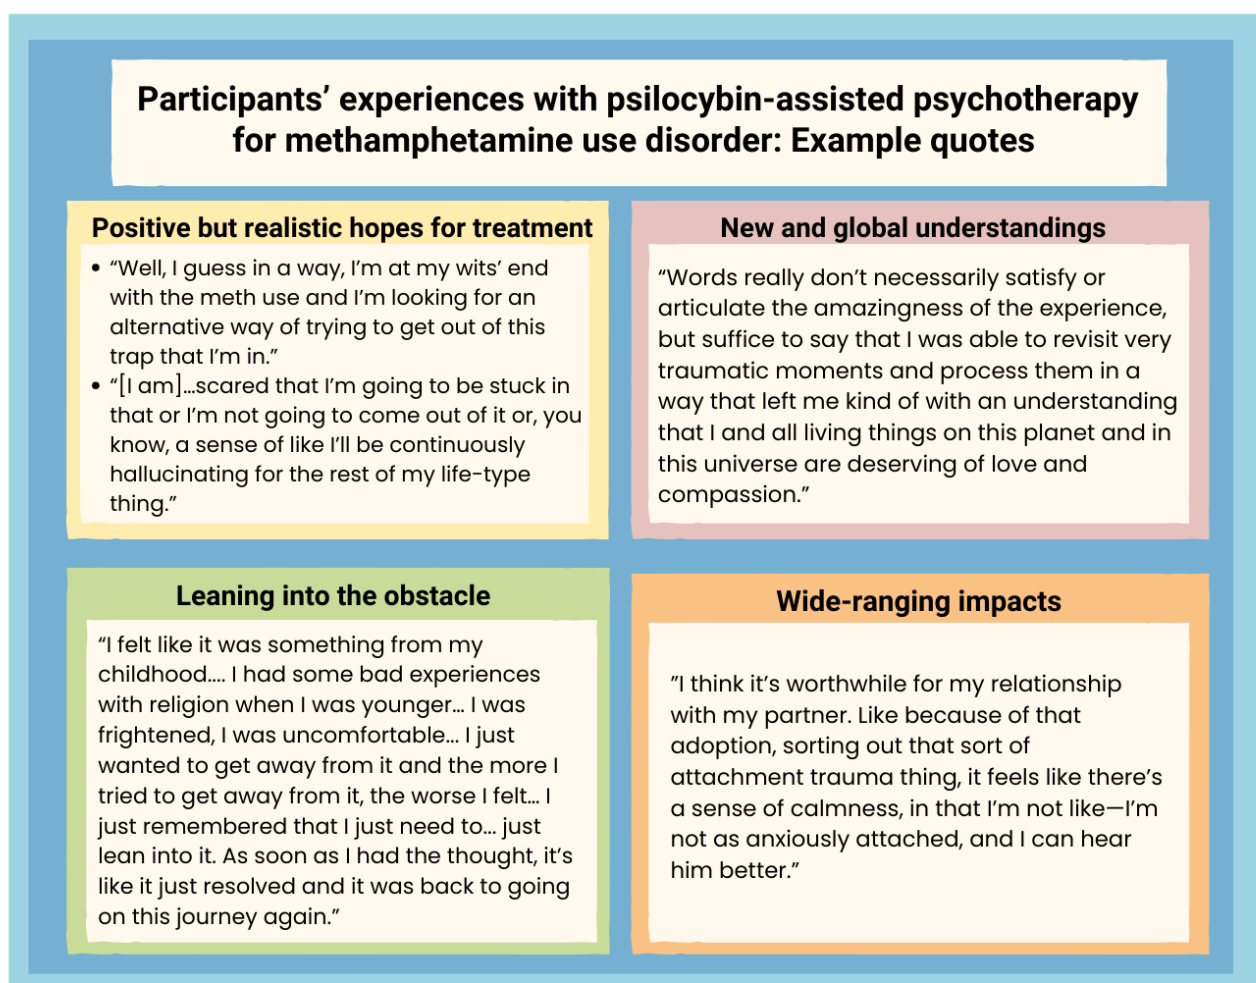 Participants’ experiences with psilocybin-assisted psychotherapy
for methamphetamine use disorder: Example quotes
Positive but realistic hopes for treatment
• “Well, I guess in a way, I’m at my wits’ end
with the meth use and I’m looking for an
alternative way of trying to get out of this
trap that I’m in.”
• “[I am]...scared that I’m going to be stuck in
that or I’m not going to come out of it or, you
know, a sense of like I’ll be continuously
hallucinating for the rest of my life-type
thing.”
New and global understandings
“Words really don’t necessarily satisfy or
articulate the amazingness of the experience,
but suffice to say that I was able to revisit very
traumatic moments and process them in a
way that left me kind of with an understanding
that I and all living things on this planet and in
this universe are deserving of love and
compassion.”
Leaning into the obstacle
“I felt like it was something from my
childhood.... I had some bad experiences
with religion when I was younger... I was
frightened, I was uncomfortable... I just
wanted to get away from it and the more I
tried to get away from it, the worse I felt... I
just remembered that I just need to... just
lean into it. As soon as I had the thought, it’s
like it just resolved and it was back to going
on this journey again.”
Wide-ranging impacts
”I think it’s worthwhile for my relationship
with my partner. Like because of that
adoption, sorting out that sort of
attachment trauma thing, it feels like there’s
a sense of calmness, in that I’m not like—I’m
not as anxiously attached, and I can hear
him better.”